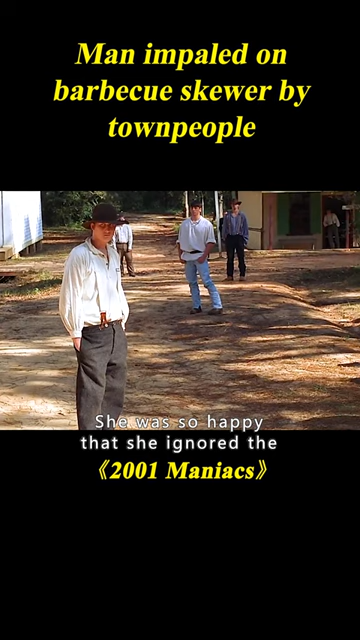 Man impaled on
barbecue skewer by
townpeople
She was so happy
that she ignored the
《2001 Maniacs》